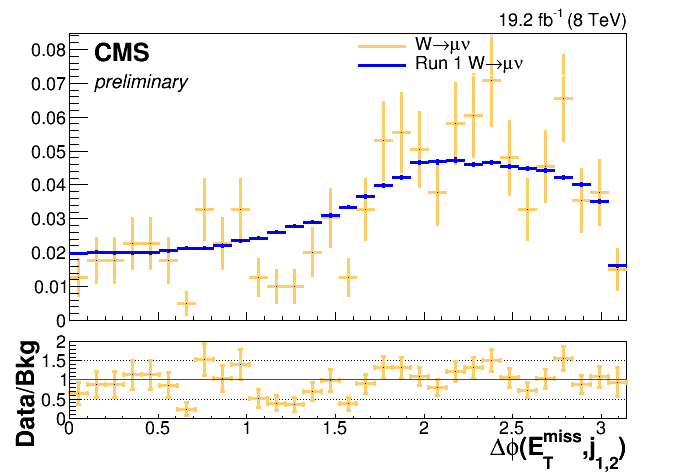 19.2 fb⁻¹ (8 TeV)
CMS
preliminary
W→μν
Run 1 W→μν
0.08
0.07
0.06
0.05
0.04
0.03
0.02
0.01
0
Data/Bkg
2
1.5
1
0.5
0
0 0.5 1 1.5 2 2.5 3
Δϕ(E_T^miss,j_1,2)